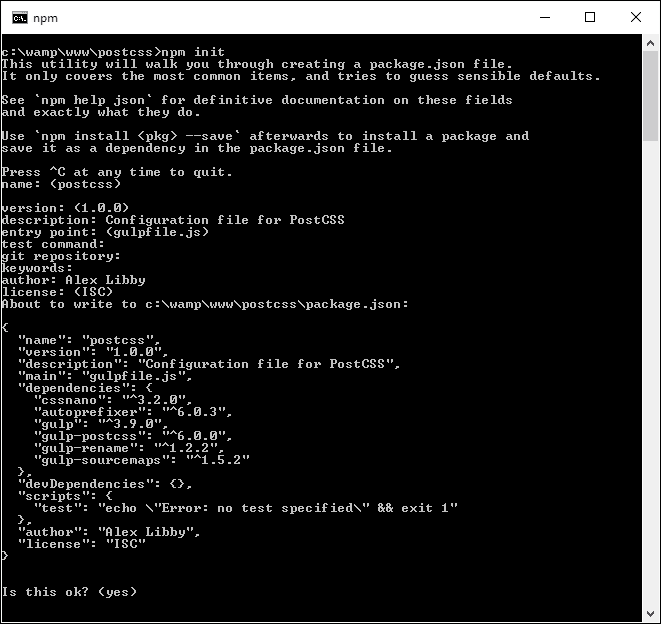 npm
c:\wamp\www\postcss>npm init
This utility will walk you through creating a package.json file.
It only covers the most common items, and tries to guess sensible defaults.
See `npm help json` for definitive documentation on these fields
and exactly what they do.
Use `npm install <pkg> --save` afterwards to install a package and
save it as a dependency in the package.json file.
Press ^C at any time to quit.
name: (postcss)
version: (1.0.0)
description: Configuration file for PostCSS
entry point: (gulpfile.js)
test command:
git repository:
keywords:
author: Alex Libby
license: (ISC)
About to write to c:\wamp\www\postcss\package.json:
{
  "name": "postcss",
  "version": "1.0.0",
  "description": "Configuration file for PostCSS",
  "main": "gulpfile.js",
  "dependencies": {
    "cssnano": "^3.2.0",
    "autoprefixer": "^6.0.3",
    "gulp": "^3.9.0",
    "gulp-postcss": "^6.0.0",
    "gulp-rename": "^1.2.2",
    "gulp-sourcemaps": "^1.5.2"
  },
  "devDependencies": {},
  "scripts": {
    "test": "echo \"Error: no test specified\" && exit 1"
  },
  "author": "Alex Libby",
  "license": "ISC"
}
Is this ok? (yes)